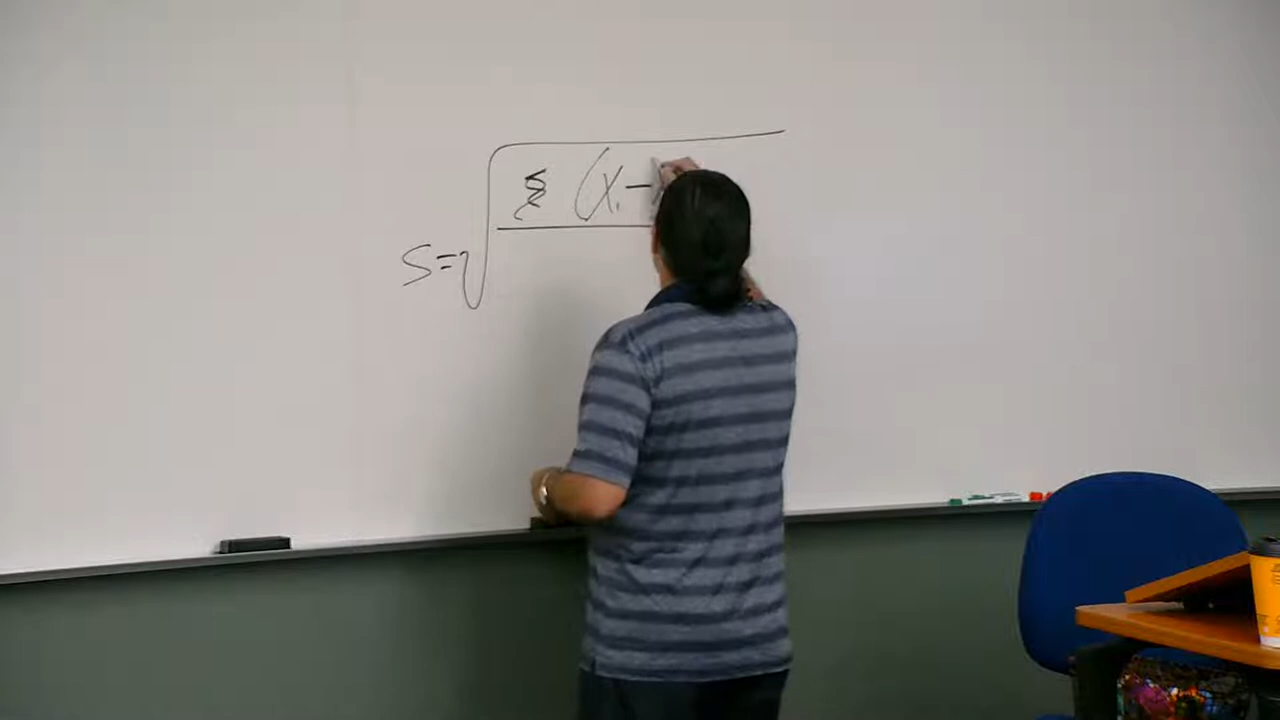 S = √ Σ (X₁ –